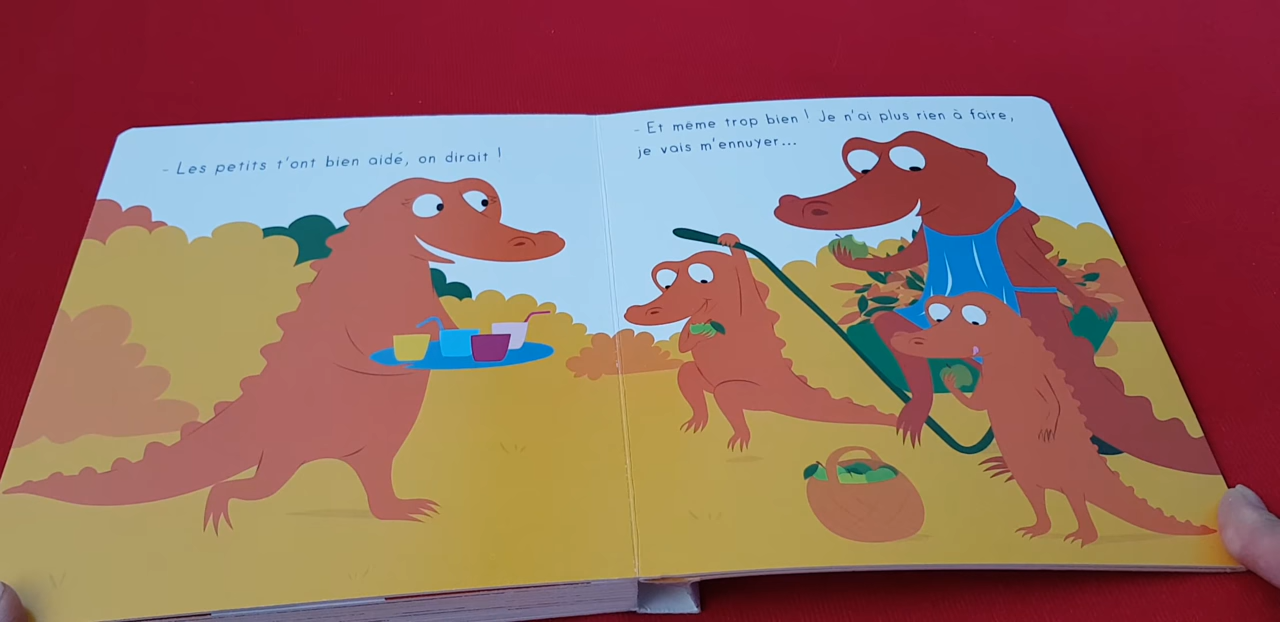 - Les petits t'ont bien aidé, on dirait !
- Et même trop bien ! Je n'ai plus rien à faire,
je vais m'ennuyer...